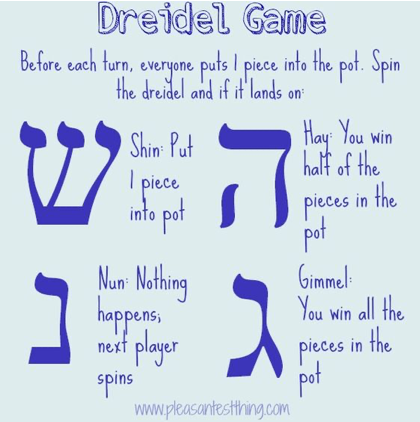 Dreidel Game
Before each turn, everyone puts 1 piece into the pot. Spin
the dreidel and if it lands on:
ש
Shin: Put
1 piece
into pot
ה
Hay: You win
half of the
pieces in the
pot
נ
Nun: Nothing
happens;
next player
spins
ג
Gimmel:
You win all the
pieces in the
pot
www.pleasantestthing.com